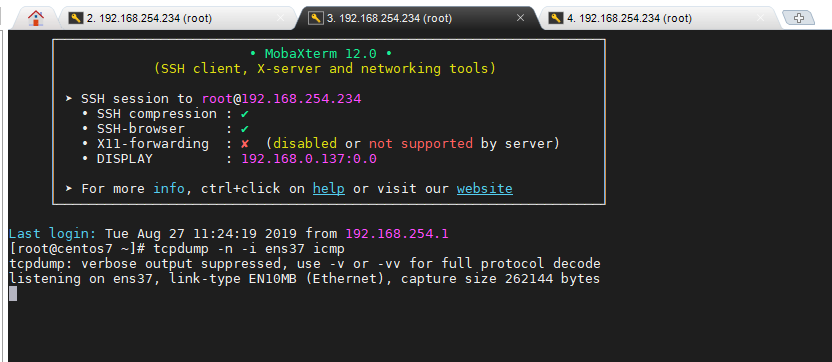 2. 192.168.254.234 (root)
3. 192.168.254.234 (root)
4. 192.168.254.234 (root)
• MobaXterm 12.0 •
(SSH client, X-server and networking tools)
➤ SSH session to root@192.168.254.234
• SSH compression : ✔
• SSH-browser : ✔
• X11-forwarding : ✘ (disabled or not supported by server)
• DISPLAY : 192.168.0.137:0.0
➤ For more info, ctrl+click on help or visit our website
Last login: Tue Aug 27 11:24:19 2019 from 192.168.254.1
[root@centos7 ~]# tcpdump -n -i ens37 icmp
tcpdump: verbose output suppressed, use -v or -vv for full protocol decode
listening on ens37, link-type EN10MB (Ethernet), capture size 262144 bytes